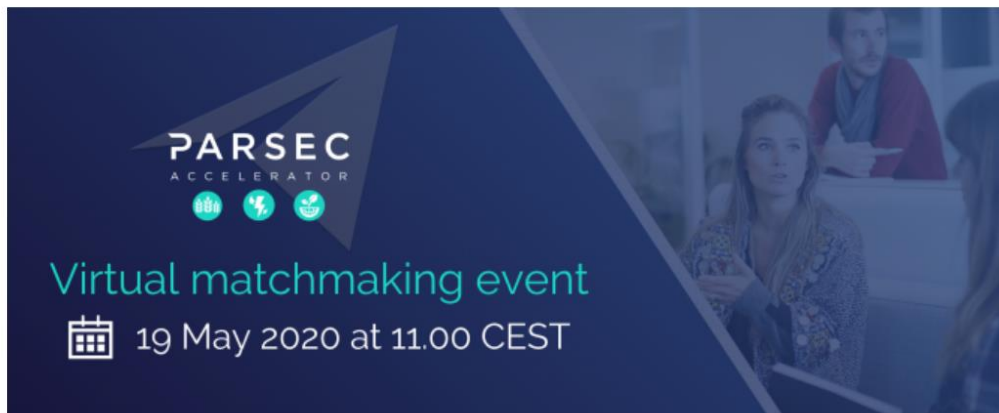 PARSEC
ACCELERATOR
Virtual matchmaking event
19 May 2020 at 11.00 CEST